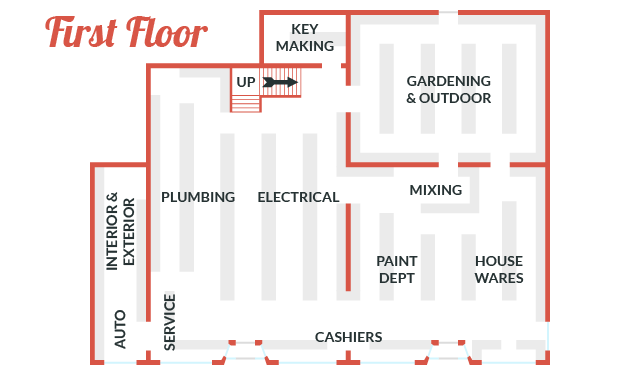 First Floor
KEY
MAKING
UP
GARDENING
& OUTDOOR
PLUMBING
ELECTRICAL
MIXING
INTERIOR &
EXTERIOR
PAINT
DEPT
HOUSE
WARES
AUTO
SERVICE
CASHIERS